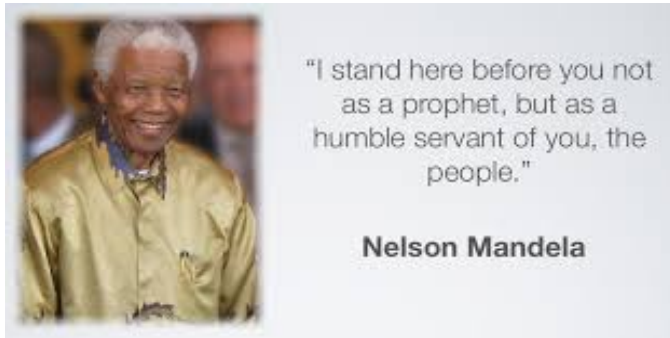 “I stand here before you not
as a prophet, but as a
humble servant of you, the
people.”
Nelson Mandela